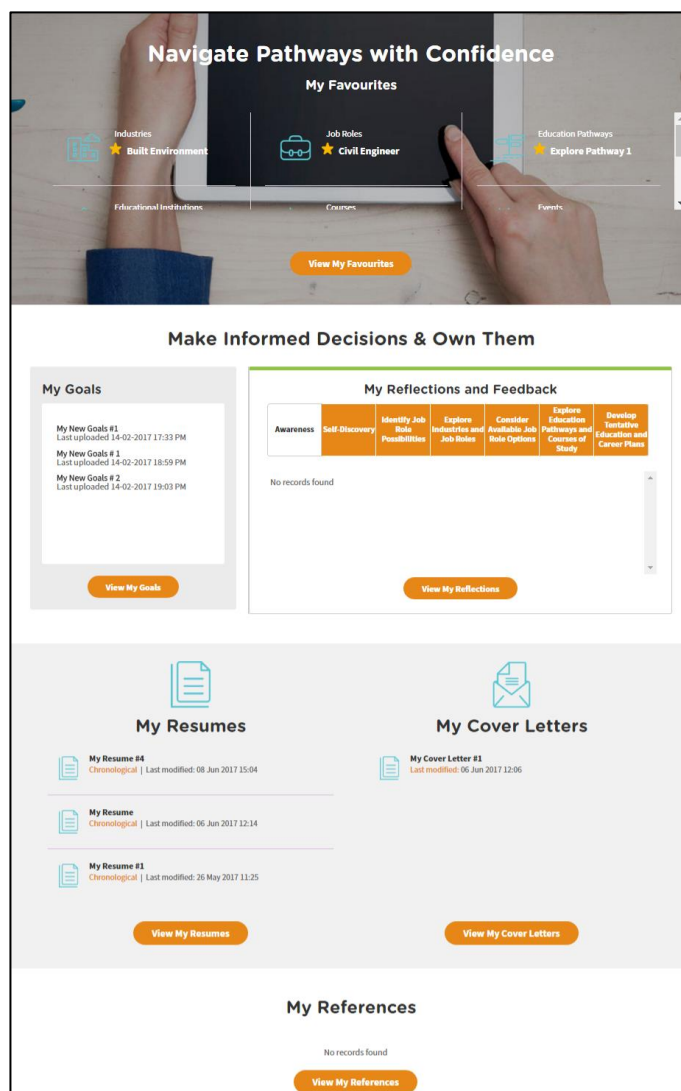 Navigate Pathways with Confidence
My Favourites
Industries
Built Environment
Job Roles
Civil Engineer
Education Pathways
Explore Pathway 1
Educational Institutions
Courses
Events
View My Favourites
Make Informed Decisions & Own Them
My Goals
My New Goals #1
Last uploaded 14-02-2017 17:33 PM
My New Goals # 1
Last uploaded 14-02-2017 18:59 PM
My New Goals # 2
Last uploaded 14-02-2017 19:03 PM
View My Goals
My Reflections and Feedback
Awareness
Self-Discovery
Identify Job
Role
Possibilities
Explore
Industries and
Job Roles
Consider
Available Job
Role Options
Explore
Education
Pathways and
Courses of
Study
Develop
Tentative
Education and
Career Plans
No records found
View My Reflections
My Resumes
My Resume #4
Chronological | Last modified: 08 Jun 2017 15:04
My Resume
Chronological | Last modified: 06 Jun 2017 12:14
My Resume #1
Chronological | Last modified: 26 May 2017 11:25
View My Resumes
My Cover Letters
My Cover Letter #1
Last modified: 06 Jun 2017 12:06
View My Cover Letters
My References
No records found
View My References